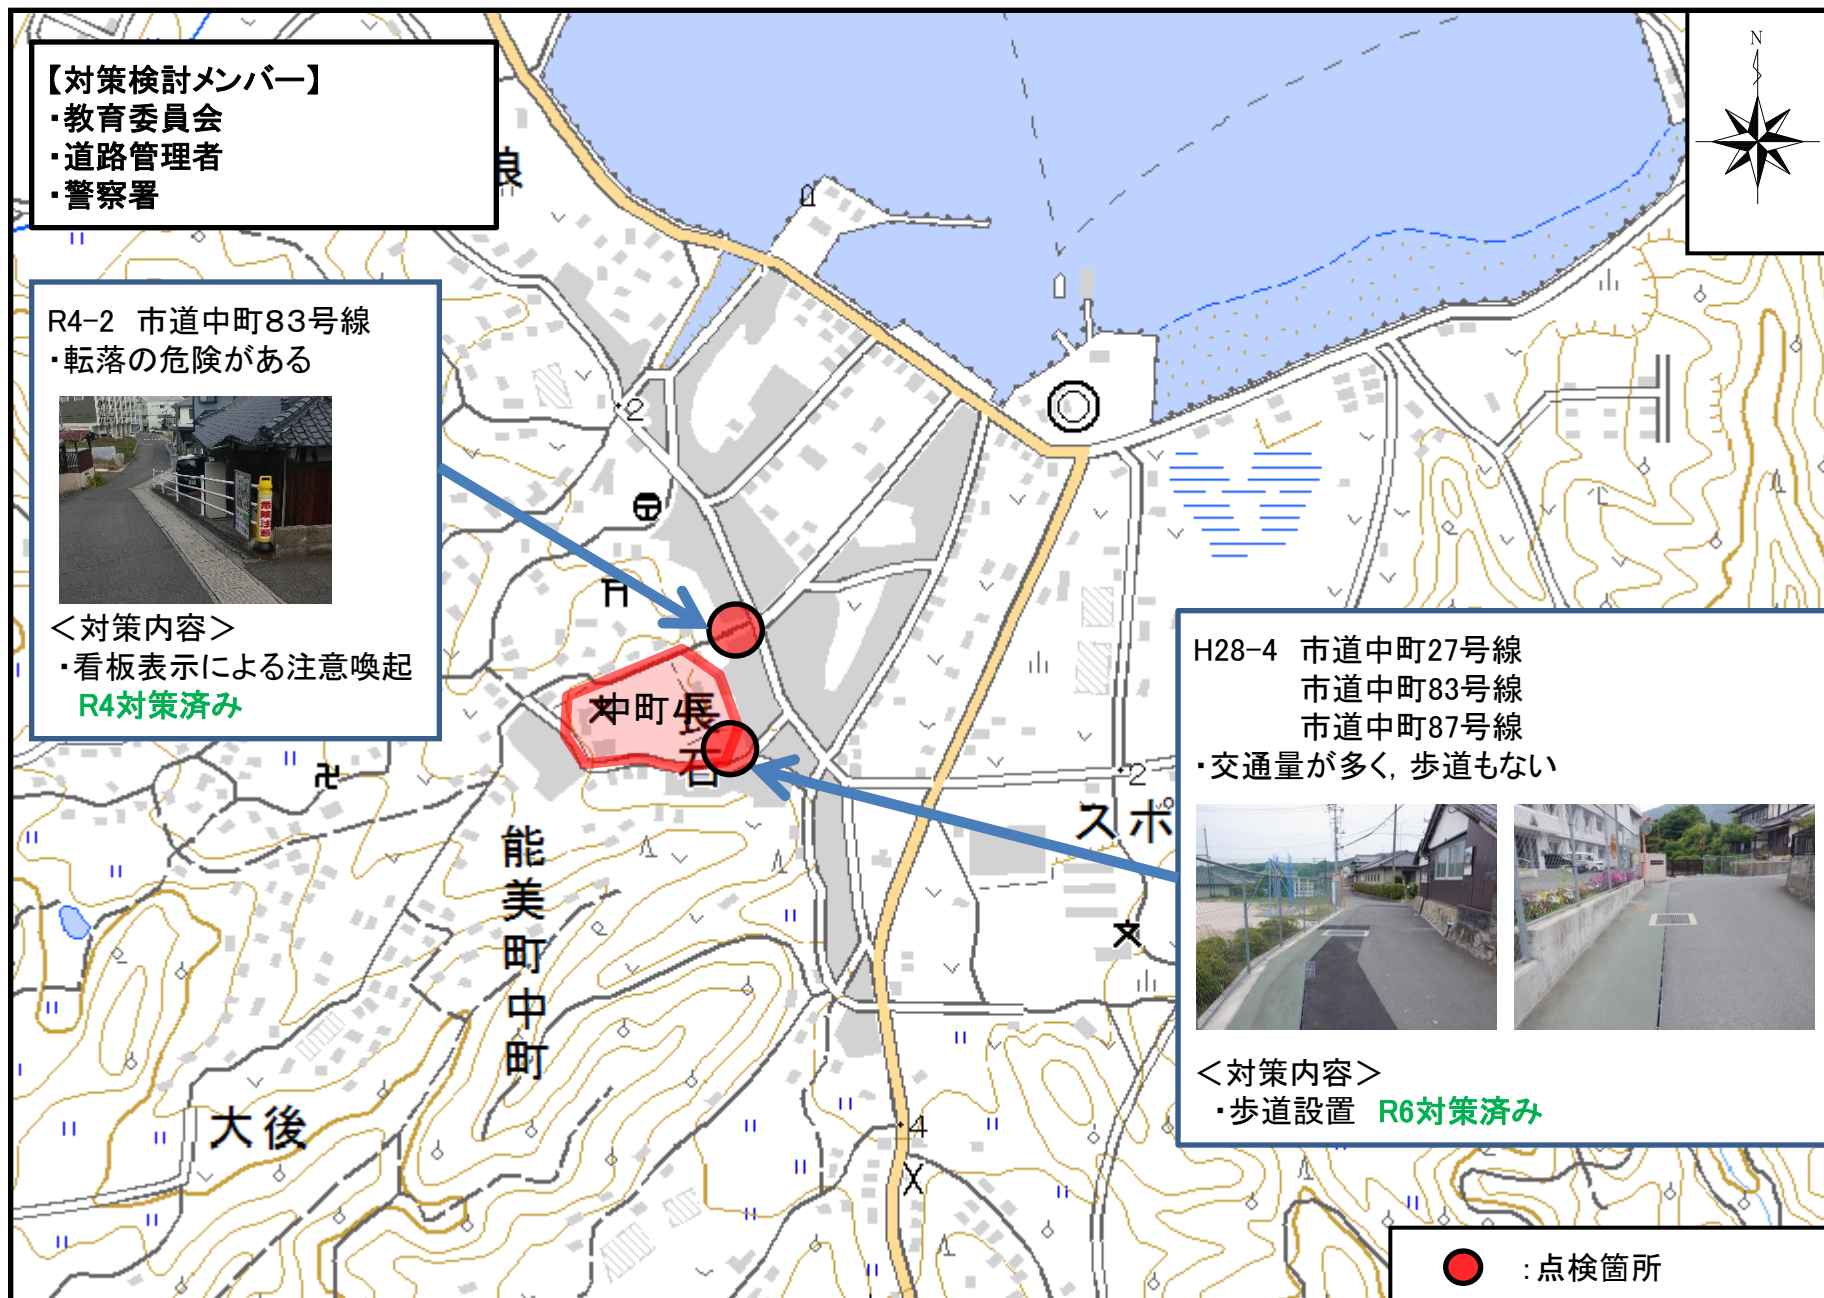 【対策検討メンバー】
・教育委員会
・道路管理者
・警察署
N
R4-2 市道中町83号線
・転落の危険がある
＜対策内容＞
・看板表示による注意喚起
R4対策済み
H28-4 市道中町27号線
市道中町83号線
市道中町87号線
・交通量が多く，歩道もない
＜対策内容＞
・歩道設置 R6対策済み
中町小
長石
能美町中町
大後
スポ
2
2
4
：点検箇所